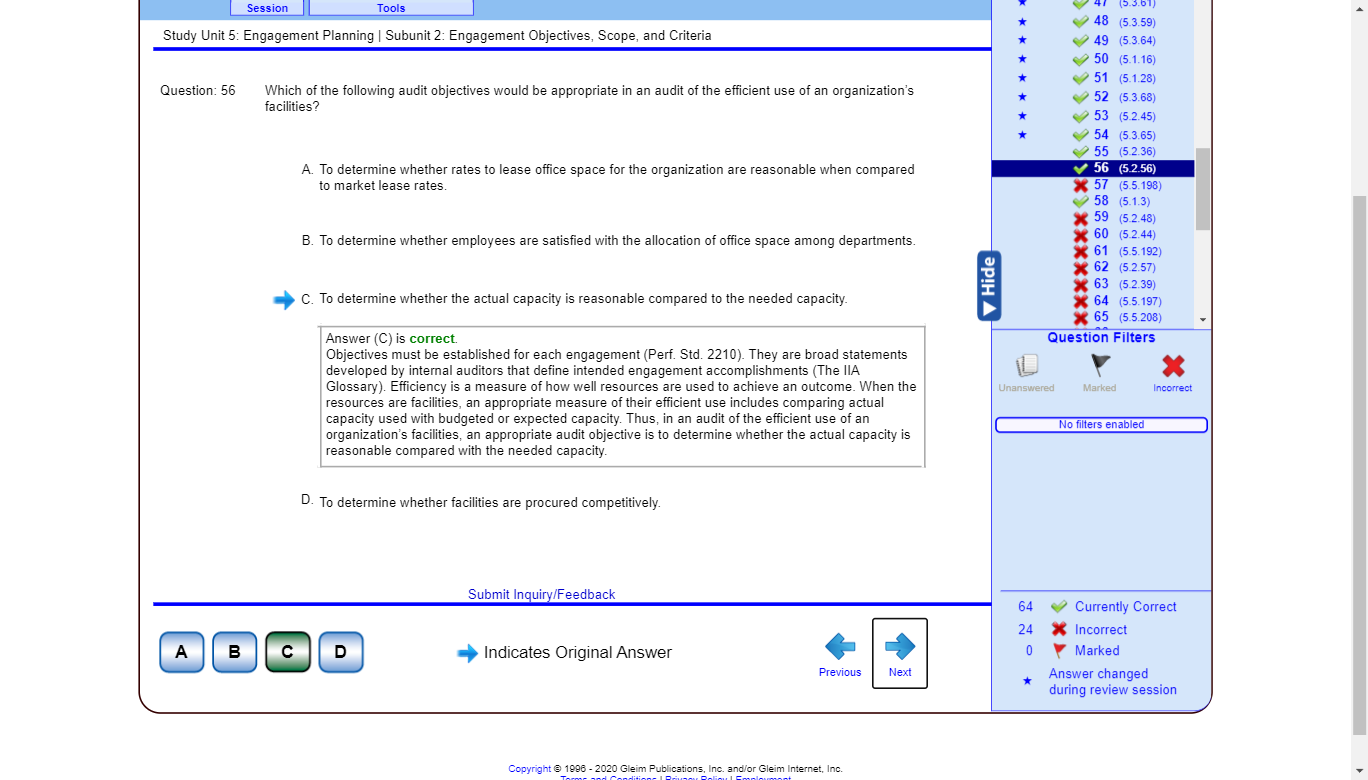 Session
Tools
Study Unit 5: Engagement Planning | Subunit 2: Engagement Objectives, Scope, and Criteria
Question: 56
Which of the following audit objectives would be appropriate in an audit of the efficient use of an organization's
facilities?
A. To determine whether rates to lease office space for the organization are reasonable when compared
to market lease rates.
B. To determine whether employees are satisfied with the allocation of office space among departments.
C. To determine whether the actual capacity is reasonable compared to the needed capacity.
Answer (C) is correct.
Objectives must be established for each engagement (Perf. Std. 2210). They are broad statements
developed by internal auditors that define intended engagement accomplishments (The IIA
Glossary). Efficiency is a measure of how well resources are used to achieve an outcome. When the
resources are facilities, an appropriate measure of their efficient use includes comparing actual
capacity used with budgeted or expected capacity. Thus, in an audit of the efficient use of an
organization's facilities, an appropriate audit objective is to determine whether the actual capacity is
reasonable compared with the needed capacity.
D. To determine whether facilities are procured competitively.
Submit Inquiry/Feedback
A
B
C
D
Indicates Original Answer
Previous
Next
47 (5.3.61)
48 (5.3.59)
49 (5.3.64)
50 (5.1.16)
51 (5.1.28)
52 (5.3.68)
53 (5.2.45)
54 (5.3.65)
55 (5.2.36)
56 (5.2.56)
57 (5.5.198)
58 (5.1.3)
59 (5.2.48)
60 (5.2.44)
61 (5.5.192)
62 (5.2.57)
63 (5.2.39)
64 (5.5.197)
65 (5.5.208)
Hide
Question Filters
Unanswered
Marked
Incorrect
No filters enabled
64 Currently Correct
24 Incorrect
0 Marked
Answer changed
during review session
Copyright © 1996 - 2020 Gleim Publications, Inc. and/or Gleim Internet, Inc.
Terms and Conditions | Privacy Policy | Employment